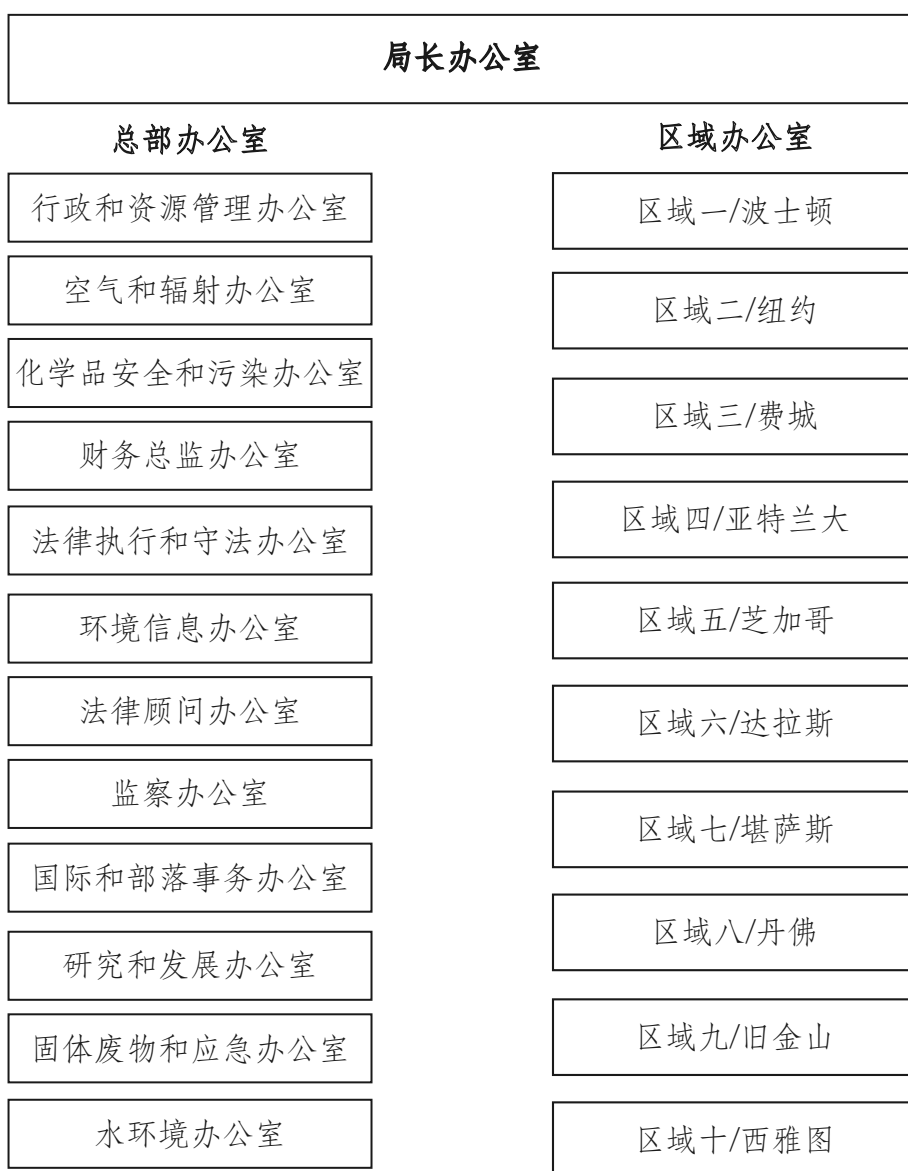 局长办公室
总部办公室
行政和资源管理办公室
空气和辐射办公室
化学品安全和污染办公室
财务总监办公室
法律执行和守法办公室
环境信息办公室
法律顾问办公室
监察办公室
国际和部落事务办公室
研究和发展办公室
固体废物和应急办公室
水环境办公室
区域办公室
区域一/波士顿
区域二/纽约
区域三/费城
区域四/亚特兰大
区域五/芝加哥
区域六/达拉斯
区域七/堪萨斯
区域八/丹佛
区域九/旧金山
区域十/西雅图